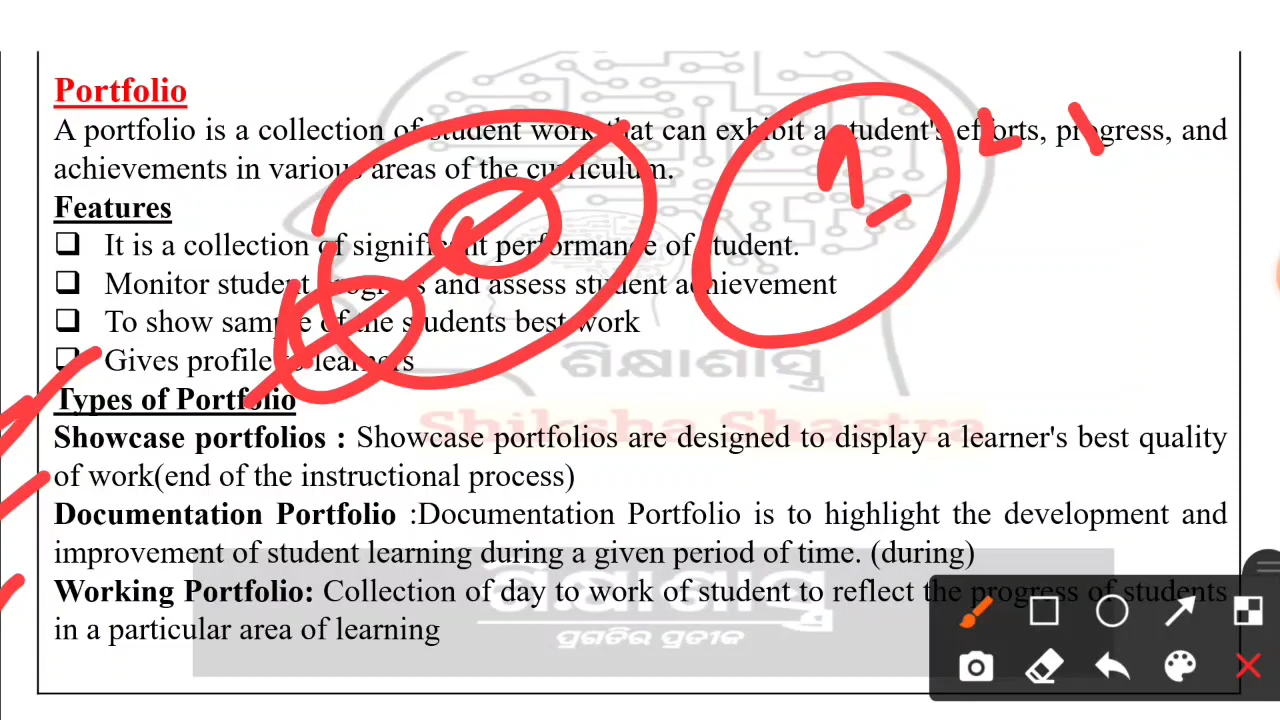 Portfolio
A portfolio is a collection of student work that can exhibit a student's efforts, progress, and
achievements in various areas of the curriculum.
Features
It is a collection of significant performance of student.
Monitor student progress and assess student achievement
To show sample of the students best work
Gives profile to learners
ଶିକ୍ଷାଶାସ୍ତ୍ର
Types of Portfolio
Shiksha Shastra
Showcase portfolios : Showcase portfolios are designed to display a learner's best quality
of work(end of the instructional process)
Documentation Portfolio :Documentation Portfolio is to highlight the development and
improvement of student learning during a given period of time. (during)
ଶିକ୍ଷାଶାସ୍ତ୍ର
Working Portfolio: Collection of day to work of student to reflect the progress of students
in a particular area of learning
ପ୍ରଗତିର ପ୍ରତୀକ